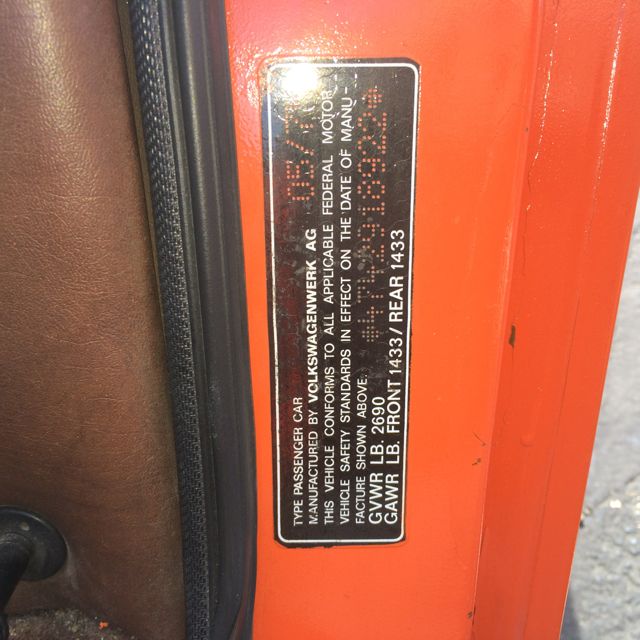 TYPE PASSENGER CAR
MANUFACTURED BY VOLKSWAGENWERK AG
THIS VEHICLE CONFORMS TO ALL APPLICABLE FEDERAL MOTOR
VEHICLE SAFETY STANDARDS IN EFFECT ON THE DATE OF MANU-
FACTURE SHOWN ABOVE.
GVWR LB. 2690
GAWR LB. FRONT 1433 / REAR 1433